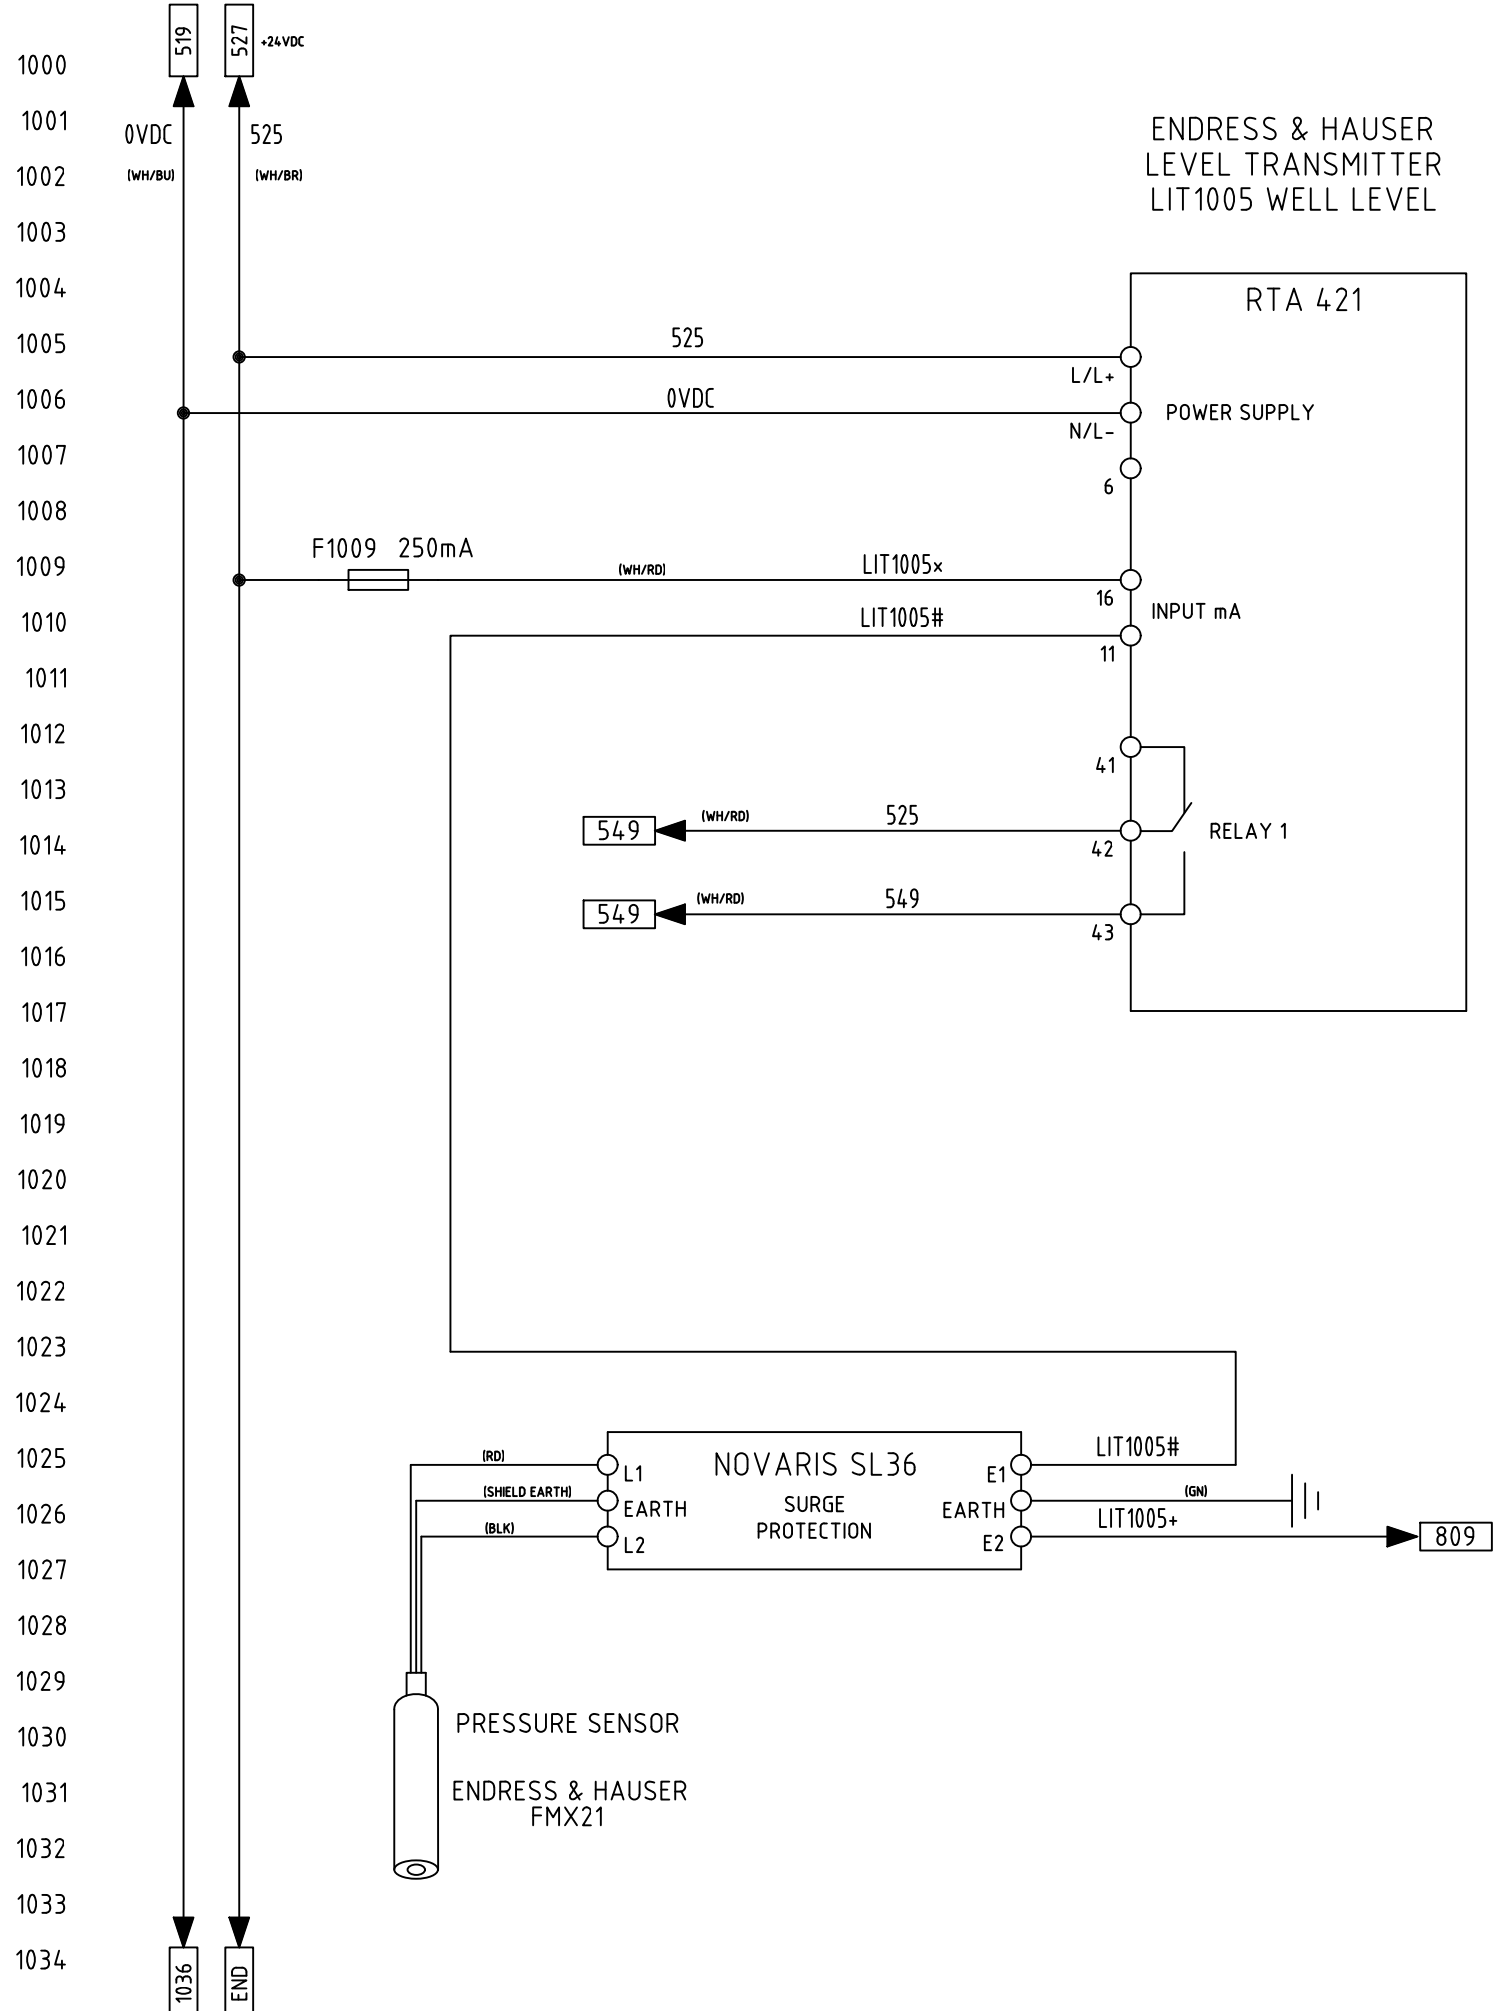 519
527
+24VDC
1000
1001
0VDC
525
ENDRESS & HAUSER
LEVEL TRANSMITTER
LIT1005 WELL LEVEL
1002
(WH/BU)
(WH/BR)
1003
1004
RTA 421
1005
525
L/L+
1006
0VDC
POWER SUPPLY
N/L-
1007
6
1008
F1009 250mA
1009
(WH/RD)
LIT1005x
16
INPUT mA
1010
LIT1005#
11
1011
1012
41
1013
(WH/RD)
525
549
RELAY 1
1014
42
1015
(WH/RD)
549
549
43
1016
1017
1018
1019
1020
1021
1022
1023
1024
1025
(RD)
NOVARIS SL36
LIT1005#
L1
E1
(SHIELD EARTH)
SURGE
(GN)
1026
EARTH
EARTH
LIT1005+
(BLK)
PROTECTION
809
L2
E2
1027
1028
1029
PRESSURE SENSOR
1030
1031
ENDRESS & HAUSER
FMX21
1032
1033
1034
1036
END